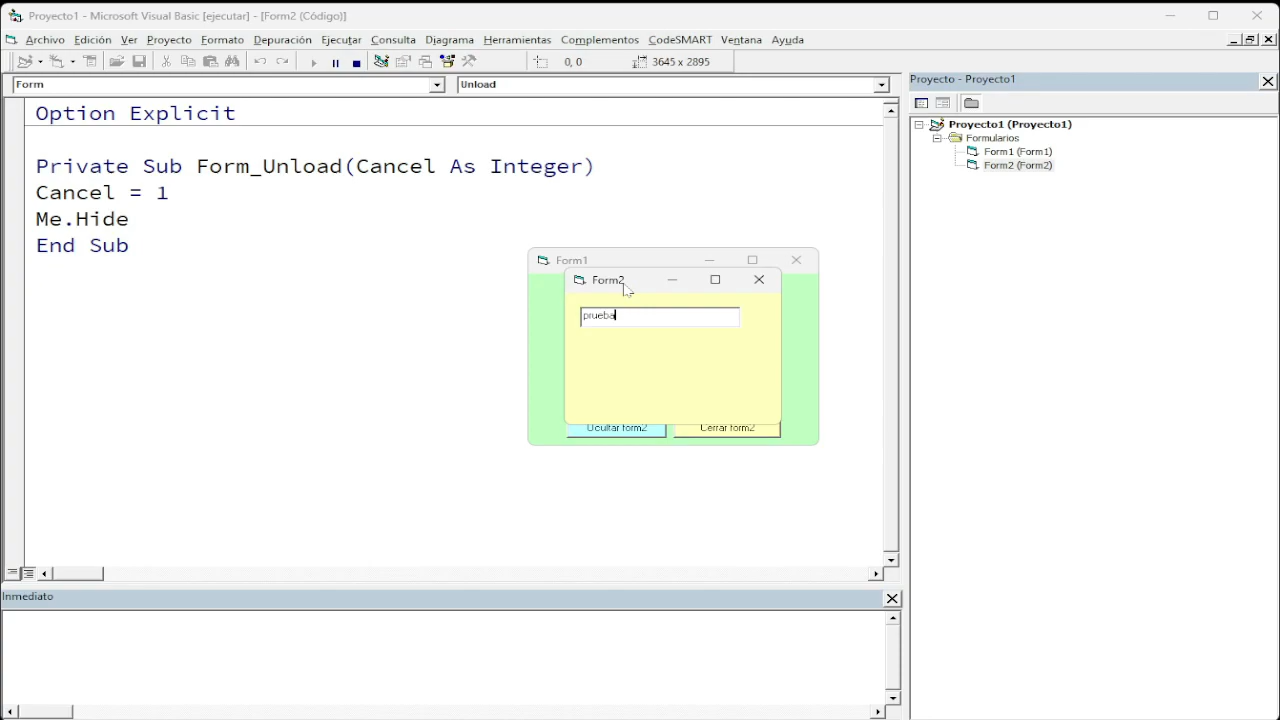 Proyecto1 - Microsoft Visual Basic [ejecutar] - [Form2 (Código)]
Archivo Edición Ver Proyecto Formato Depuración Ejecutar Consulta Diagrama Herramientas Complementos CodeSMART Ventana Ayuda
0, 0 3645 x 2895
Form Unload
Proyecto - Proyecto1
Option Explicit
Private Sub Form_Unload(Cancel As Integer)
Cancel = 1
Me.Hide
End Sub
Proyecto1 (Proyecto1)
Formularios
Form1 (Form1)
Form2 (Form2)
Form1
Form2
prueba
Ocultar form2 Cerrar form2
Inmediato